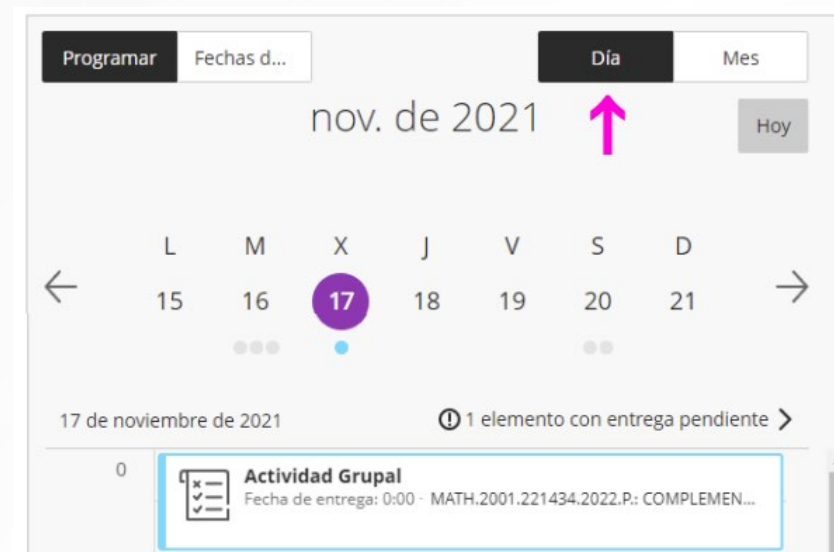 Programar Fechas d... Día Mes
nov. de 2021 Hoy
L M X J V S D
15 16 17 18 19 20 21
17 de noviembre de 2021 1 elemento con entrega pendiente
0 Actividad Grupal
Fecha de entrega: 0:00 · MATH.2001.221434.2022.P.: COMPLEMEN...